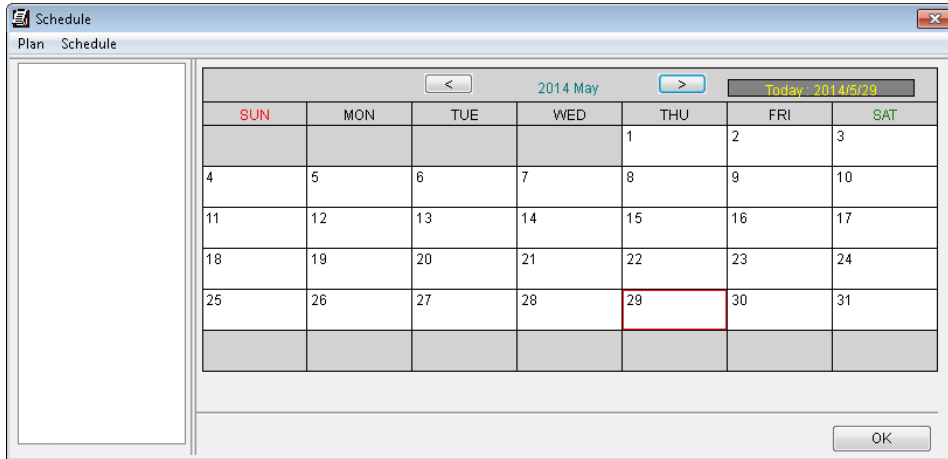 Schedule
Plan Schedule
< 2014 May > Today : 2014/5/29
SUN MON TUE WED THU FRI SAT
1 2 3
4 5 6 7 8 9 10
11 12 13 14 15 16 17
18 19 20 21 22 23 24
25 26 27 28 29 30 31
OK